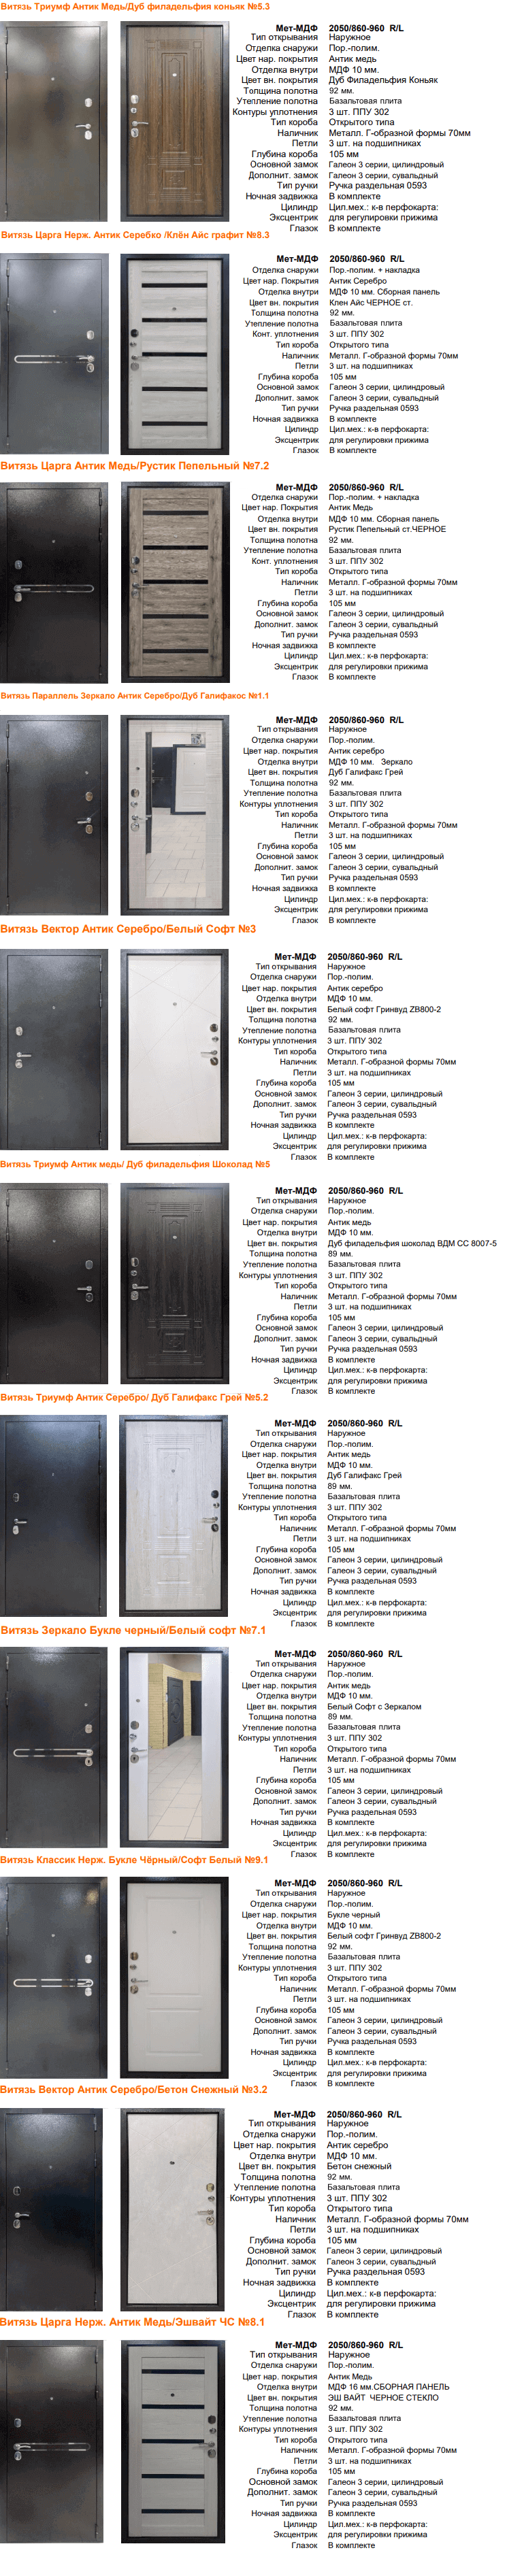 Витязь Триумф Антик Медь/Дуб филадельфия коньяк №5.3
Мет-МДФ 2050/860-960 R/L
Тип открывания Наружное
Отделка снаружи Пор.-полим.
Цвет нар. покрытия Антик медь
Отделка внутри МДФ 10 мм.
Цвет вн. покрытия Дуб Филадельфия Коньяк
Толщина полотна 92 мм.
Утепление полотна Базальтовая плита
Контуры уплотнения 3 шт. ППУ 302
Тип короба Открытого типа
Наличник Металл. Г-образной формы 70мм
Петли 3 шт. на подшипниках
Глубина короба 105 мм
Основной замок Галеон 3 серии, цилиндровый
Дополнит. замок Галеон 3 серии, сувальдный
Тип ручки Ручка раздельная 0593
Ночная задвижка В комплекте
Цилиндр Цил.мех.: к-в перфокарта:
Эксцентрик для регулировки прижима
Глазок В комплекте
Витязь Царга Нерж. Антик Серебко /Клён Айс графит №8.3
Мет-МДФ 2050/860-960 R/L
Отделка снаружи Пор.-полим. + накладка
Цвет нар. Покрытия Антик Серебро
Отделка внутри МДФ 10 мм. Сборная панель
Цвет вн. покрытия Клен Айс ЧЕРНОЕ ст.
Толщина полотна 92 мм.
Утепление полотна Базальтовая плита
Конт. уплотнения 3 шт. ППУ 302
Тип короба Открытого типа
Наличник Металл. Г-образной формы 70мм
Петли 3 шт. на подшипниках
Глубина короба 105 мм
Основной замок Галеон 3 серии, цилиндровый
Дополнит. замок Галеон 3 серии, сувальдный
Тип ручки Ручка раздельная 0593
Ночная задвижка В комплекте
Цилиндр Цил.мех.: к-в перфокарта:
Эксцентрик для регулировки прижима
Глазок В комплекте
Витязь Царга Антик Медь/Рустик Пепельный №7.2
Мет-МДФ 2050/860-960 R/L
Отделка снаружи Пор.-полим. + накладка
Цвет нар. Покрытия Антик Медь
Отделка внутри МДФ 10 мм. Сборная панель
Цвет вн. покрытия Рустик Пепельный ст.ЧЕРНОЕ
Толщина полотна 92 мм.
Утепление полотна Базальтовая плита
Конт. уплотнения 3 шт. ППУ 302
Тип короба Открытого типа
Наличник Металл. Г-образной формы 70мм
Петли 3 шт. на подшипниках
Глубина короба 105 мм
Основной замок Галеон 3 серии, цилиндровый
Дополнит. замок Галеон 3 серии, сувальдный
Тип ручки Ручка раздельная 0593
Ночная задвижка В комплекте
Цилиндр Цил.мех.: к-в перфокарта:
Эксцентрик для регулировки прижима
Глазок В комплекте
Витязь Параллель Зеркало Антик Серебро/Дуб Галифакос №1.1
Мет-МДФ 2050/860-960 R/L
Тип открывания Наружное
Отделка снаружи Пор.-полим.
Цвет нар. покрытия Антик серебро
Отделка внутри МДФ 10 мм. Зеркало
Цвет вн. покрытия Дуб Галифакс Грей
Толщина полотна 92 мм.
Утепление полотна Базальтовая плита
Контуры уплотнения 3 шт. ППУ 302
Тип короба Открытого типа
Наличник Металл. Г-образной формы 70мм
Петли 3 шт. на подшипниках
Глубина короба 105 мм
Основной замок Галеон 3 серии, цилиндровый
Дополнит. замок Галеон 3 серии, сувальдный
Тип ручки Ручка раздельная 0593
Ночная задвижка В комплекте
Цилиндр Цил.мех.: к-в перфокарта:
Эксцентрик для регулировки прижима
Глазок В комплекте
Витязь Вектор Антик Серебро/Белый Софт №3
Мет-МДФ 2050/860-960 R/L
Тип открывания Наружное
Отделка снаружи Пор.-полим.
Цвет нар. покрытия Антик серебро
Отделка внутри МДФ 10 мм.
Цвет вн. покрытия Белый софт Гринвуд ZB800-2
Толщина полотна 92 мм.
Утепление полотна Базальтовая плита
Контуры уплотнения 3 шт. ППУ 302
Тип короба Открытого типа
Наличник Металл. Г-образной формы 70мм
Петли 3 шт. на подшипниках
Глубина короба 105 мм
Основной замок Галеон 3 серии, цилиндровый
Дополнит. замок Галеон 3 серии, сувальдный
Тип ручки Ручка раздельная 0593
Ночная задвижка В комплекте
Цилиндр Цил.мех.: к-в перфокарта:
Эксцентрик для регулировки прижима
Глазок В комплекте
Витязь Триумф Антик медь/ Дуб филадельфия Шоколад №5
Мет-МДФ 2050/860-960 R/L
Тип открывания Наружное
Отделка снаружи Пор.-полим.
Цвет нар. покрытия Антик медь
Отделка внутри МДФ 10 мм.
Цвет вн. покрытия Дуб филадельфия шоколад ВДМ СС 8007-5
Толщина полотна 89 мм.
Утепление полотна Базальтовая плита
Контуры уплотнения 3 шт. ППУ 302
Тип короба Открытого типа
Наличник Металл. Г-образной формы 70мм
Петли 3 шт. на подшипниках
Глубина короба 105 мм
Основной замок Галеон 3 серии, цилиндровый
Дополнит. замок Галеон 3 серии, сувальдный
Тип ручки Ручка раздельная 0593
Ночная задвижка В комплекте
Цилиндр Цил.мех.: к-в перфокарта:
Эксцентрик для регулировки прижима
Глазок В комплекте
Витязь Триумф Антик Серебро/ Дуб Галифакс Грей №5.2
Мет-МДФ 2050/860-960 R/L
Тип открывания Наружное
Отделка снаружи Пор.-полим.
Цвет нар. покрытия Антик медь
Отделка внутри МДФ 10 мм.
Цвет вн. покрытия Дуб Галифакс Грей
Толщина полотна 89 мм.
Утепление полотна Базальтовая плита
Контуры уплотнения 3 шт. ППУ 302
Тип короба Открытого типа
Наличник Металл. Г-образной формы 70мм
Петли 3 шт. на подшипниках
Глубина короба 105 мм
Основной замок Галеон 3 серии, цилиндровый
Дополнит. замок Галеон 3 серии, сувальдный
Тип ручки Ручка раздельная 0593
Ночная задвижка В комплекте
Цилиндр Цил.мех.: к-в перфокарта:
Эксцентрик для регулировки прижима
Глазок В комплекте
Витязь Зеркало Букле черный/Белый софт №7.1
Мет-МДФ 2050/860-960 R/L
Тип открывания Наружное
Отделка снаружи Пор.-полим.
Цвет нар. покрытия Антик медь
Отделка внутри МДФ 10 мм.
Цвет вн. покрытия Белый Софт с Зеркалом
Толщина полотна 89 мм.
Утепление полотна Базальтовая плита
Контуры уплотнения 3 шт. ППУ 302
Тип короба Открытого типа
Наличник Металл. Г-образной формы 70мм
Петли 3 шт. на подшипниках
Глубина короба 105 мм
Основной замок Галеон 3 серии, цилиндровый
Дополнит. замок Галеон 3 серии, сувальдный
Тип ручки Ручка раздельная 0593
Ночная задвижка В комплекте
Цилиндр Цил.мех.: к-в перфокарта:
Эксцентрик для регулировки прижима
Глазок В комплекте
Витязь Классик Нерж. Букле Чёрный/Софт Белый №9.1
Мет-МДФ 2050/860-960 R/L
Тип открывания Наружное
Отделка снаружи Пор.-полим.
Цвет нар. покрытия Букле черный
Отделка внутри МДФ 10 мм.
Цвет вн. покрытия Белый софт Гринвуд ZB800-2
Толщина полотна 92 мм.
Утепление полотна Базальтовая плита
Контуры уплотнения 3 шт. ППУ 302
Тип короба Открытого типа
Наличник Металл. Г-образной формы 70мм
Петли 3 шт. на подшипниках
Глубина короба 105 мм
Основной замок Галеон 3 серии, цилиндровый
Дополнит. замок Галеон 3 серии, сувальдный
Тип ручки Ручка раздельная 0593
Ночная задвижка В комплекте
Цилиндр Цил.мех.: к-в перфокарта:
Эксцентрик для регулировки прижима
Глазок В комплекте
Витязь Вектор Антик Серебро/Бетон Снежный №3.2
Мет-МДФ 2050/860-960 R/L
Тип открывания Наружное
Отделка снаружи Пор.-полим.
Цвет нар. покрытия Антик серебро
Отделка внутри МДФ 10 мм.
Цвет вн. покрытия Бетон снежный
Толщина полотна 92 мм.
Утепление полотна Базальтовая плита
Контуры уплотнения 3 шт. ППУ 302
Тип короба Открытого типа
Наличник Металл. Г-образной формы 70мм
Петли 3 шт. на подшипниках
Глубина короба 105 мм
Основной замок Галеон 3 серии, цилиндровый
Дополнит. замок Галеон 3 серии, сувальдный
Тип ручки Ручка раздельная 0593
Ночная задвижка В комплекте
Цилиндр Цил.мех.: к-в перфокарта:
Эксцентрик для регулировки прижима
Глазок В комплекте
Витязь Царга Нерж. Антик Медь/Эшвайт ЧС №8.1
Мет-МДФ 2050/860-960 R/L
Тип открывания Наружное
Отделка снаружи Пор.-полим.
Цвет нар. покрытия Антик Медь
Отделка внутри МДФ 16 мм.СБОРНАЯ ПАНЕЛЬ
Цвет вн. покрытия ЭШ ВАЙТ ЧЕРНОЕ СТЕКЛО
Толщина полотна 92 мм.
Утепление полотна Базальтовая плита
Контуры уплотнения 3 шт. ППУ 302
Тип короба Открытого типа
Наличник Металл. Г-образной формы 70мм
Петли 3 шт. на подшипниках
Глубина короба 105 мм
Основной замок Галеон 3 серии, цилиндровый
Дополнит. замок Галеон 3 серии, сувальдный
Тип ручки Ручка раздельная 0593
Ночная задвижка В комплекте
Цилиндр Цил.мех.: к-в перфокарта:
Эксцентрик для регулировки прижима
Глазок В комплекте